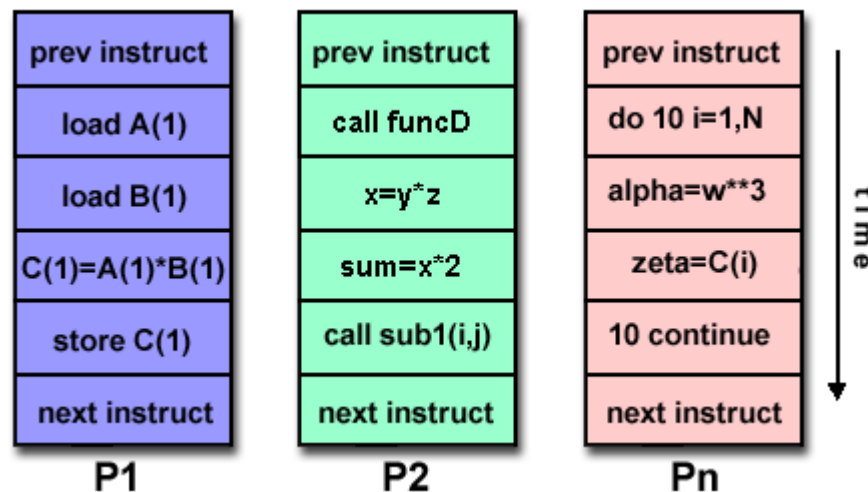 prev instruct
load A(1)
load B(1)
C(1)=A(1)*B(1)
store C(1)
next instruct
P1
prev instruct
call funcD
x=y*z
sum=x*2
call sub1(i,j)
next instruct
P2
prev instruct
do 10 i=1,N
alpha=w**3
zeta=C(i)
10 continue
next instruct
Pn
time